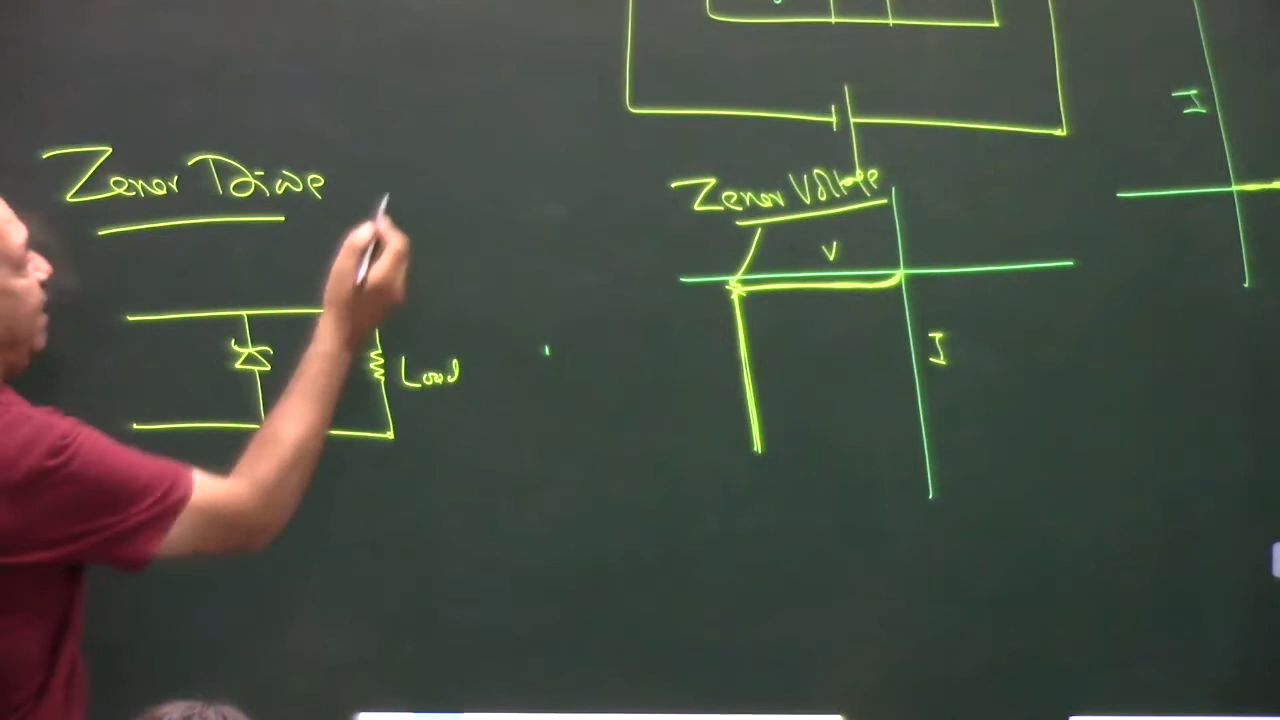 Zener Diode
Load
Zener Voltage
V
I
I